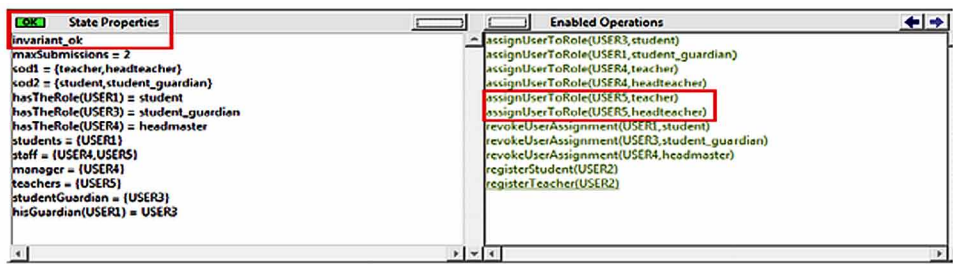 OK State Properties
invariant_ok
maxSubmissions = 2
sod1 = {teacher,headteacher}
sod2 = {student,student_guardian}
hasTheRole(USER1) = student
hasTheRole(USER3) = student_guardian
hasTheRole(USER4) = headmaster
students = {USER1}
staff = {USER4,USER5}
manager = {USER4}
teachers = {USER5}
studentGuardian = {USER3}
hisGuardian(USER1) = USER3
Enabled Operations
assignUserToRole(USER3,student)
assignUserToRole(USER1,student_guardian)
assignUserToRole(USER4,teacher)
assignUserToRole(USER4,headteacher)
assignUserToRole(USER5,teacher)
assignUserToRole(USER5,headteacher)
revokeUserAssignment(USER1,student)
revokeUserAssignment(USER3,student_guardian)
revokeUserAssignment(USER4,headmaster)
registerStudent(USER2)
registerTeacher(USER2)